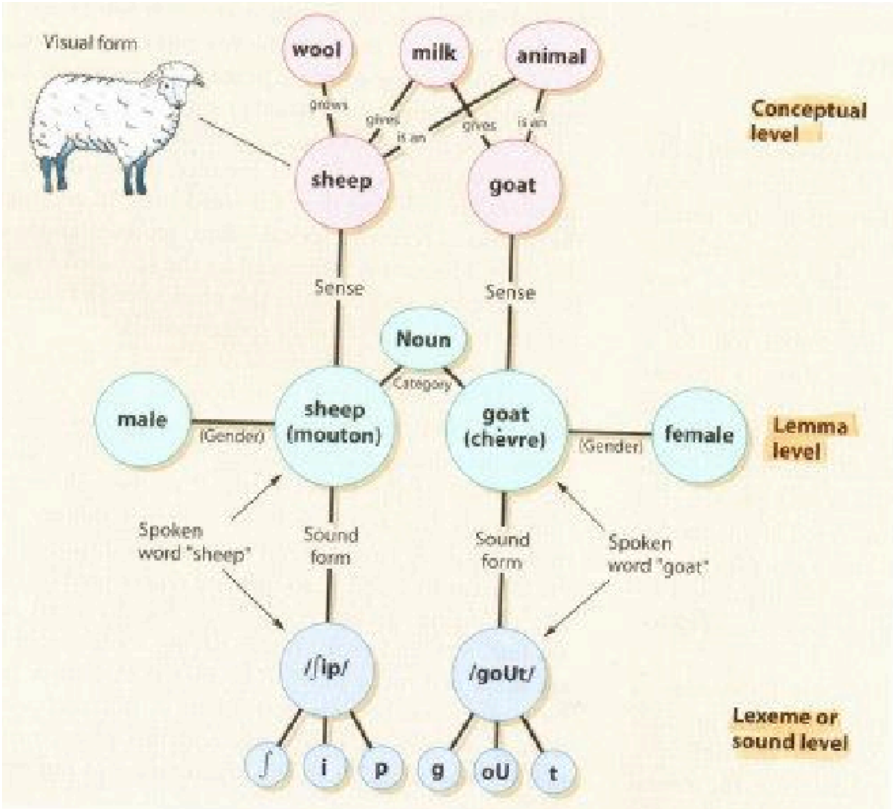 Visual form
wool
milk
animal
grows
gives
is an
gives
is an
Conceptual
level
sheep
goat
Sense
Sense
Noun
Category
male
(Gender)
sheep
(mouton)
goat
(chèvre)
(Gender)
female
Lemma
level
Spoken
word "sheep"
Sound
form
Sound
form
Spoken
word "goat"
/ʃip/
/goUt/
Lexeme or
sound level
ʃ
i
p
g
oU
t